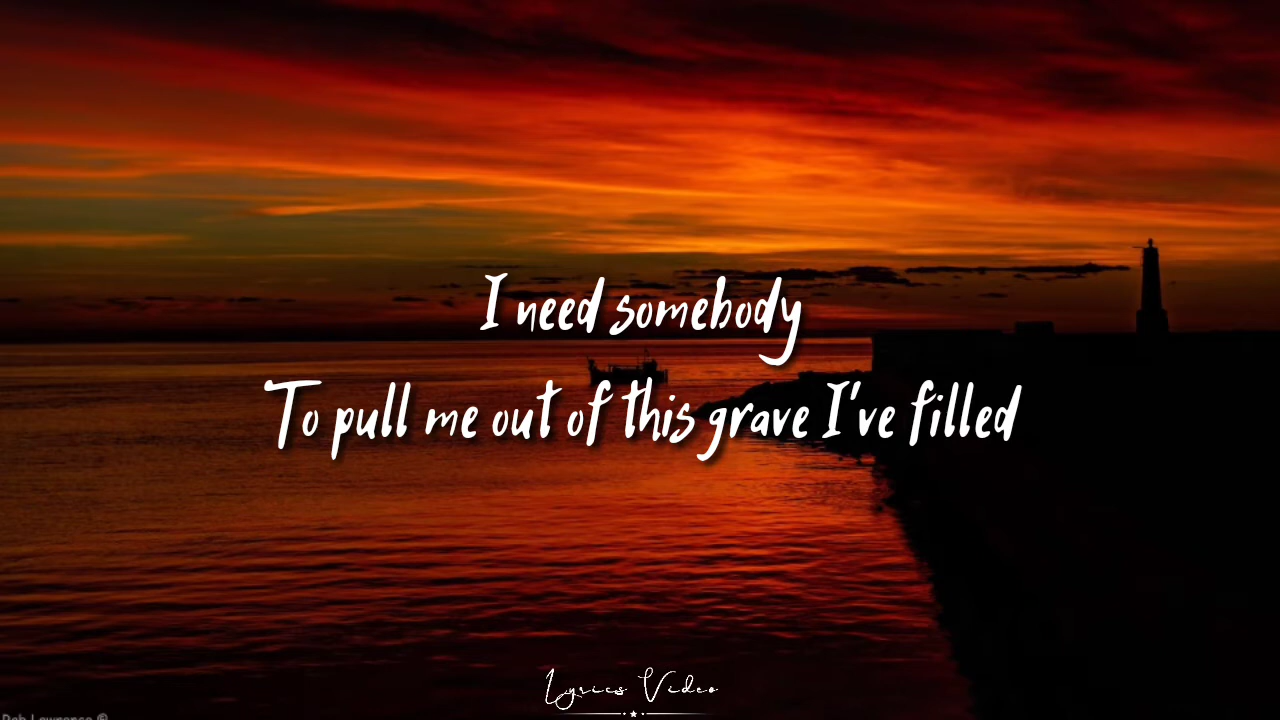 I need somebody
To pull me out of this grave I've filled
Lyrics Video